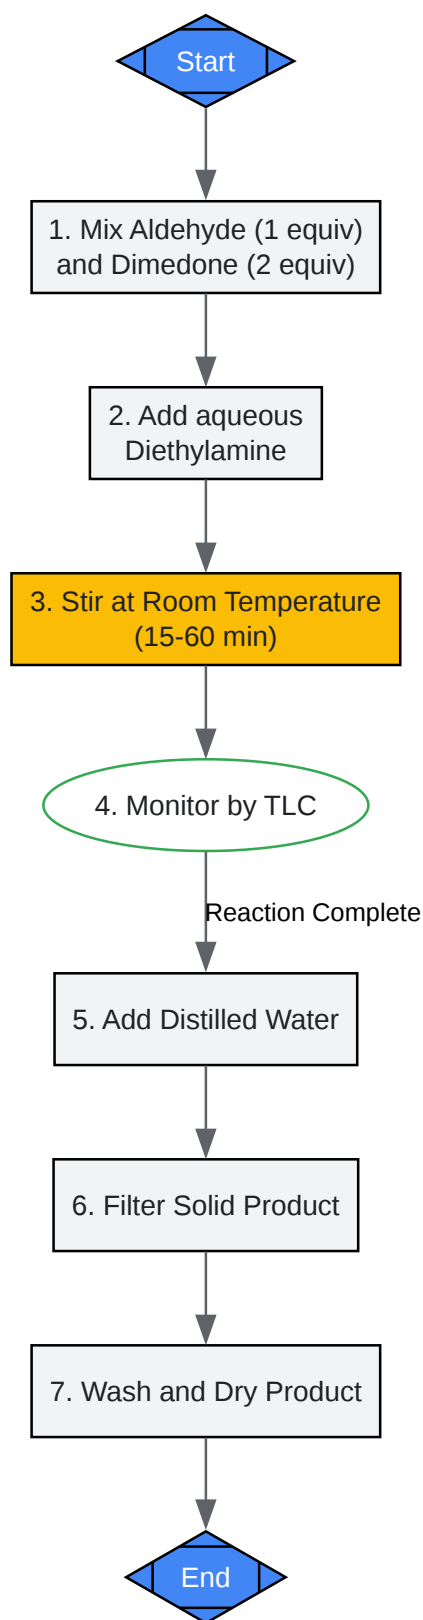 Start
1. Mix Aldehyde (1 equiv)
and Dimedone (2 equiv)
2. Add aqueous
Diethylamine
3. Stir at Room Temperature
(15-60 min)
4. Monitor by TLC
Reaction Complete
5. Add Distilled Water
6. Filter Solid Product
7. Wash and Dry Product
End